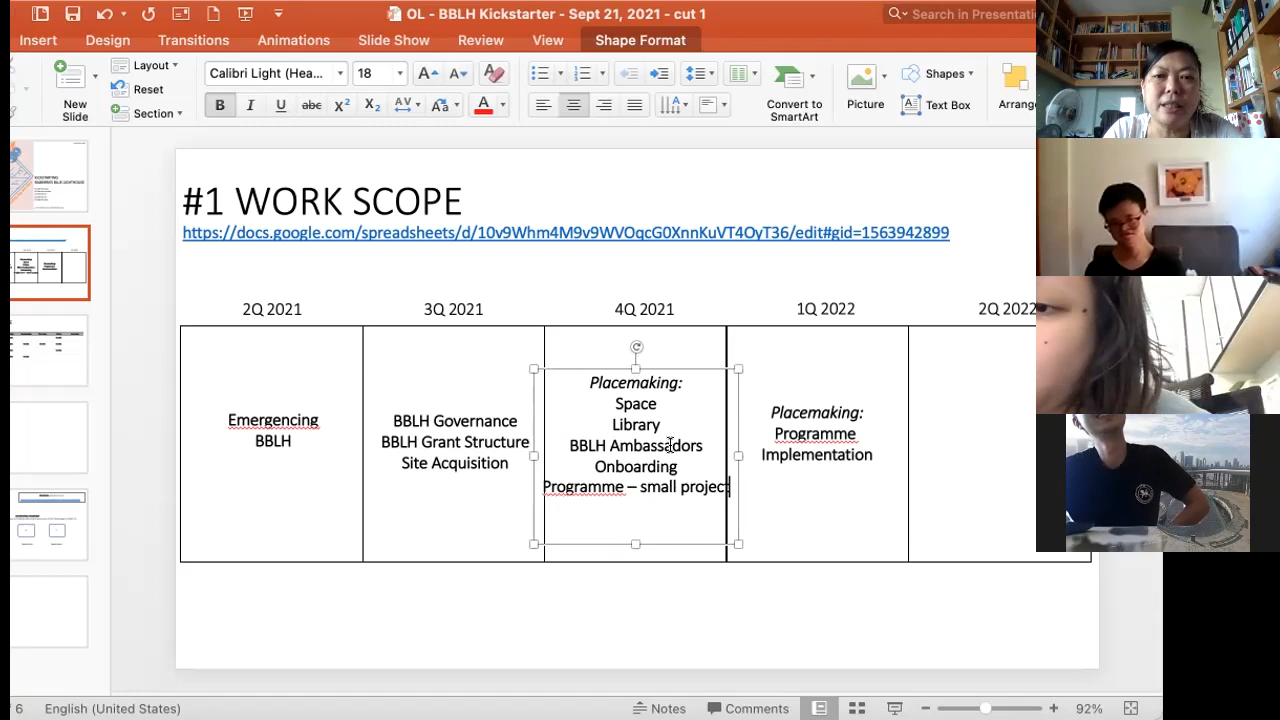 OL - BBLH Kickstarter - Sept 21, 2021 - cut 1
Search in Presentation
Insert Design Transitions Animations Slide Show Review View Shape Format
New Slide
Layout
Reset
Section
Calibri Light (Hea...
18
Convert to SmartArt
Picture
Shapes
Text Box
Arrange
#1 WORK SCOPE
https://docs.google.com/spreadsheets/d/10v9Whm4M9v9WVOqcG0XnnKuVT4OyT36/edit#gid=1563942899
2Q 2021 3Q 2021 4Q 2021 1Q 2022 2Q 2022
Emergencing
BBLH
BBLH Governance
BBLH Grant Structure
Site Acquisition
Placemaking:
Space
Library
BBLH Ambassadors
Onboarding
Programme – small project
Placemaking:
Programme
Implementation
6 English (United States) Notes Comments 92%